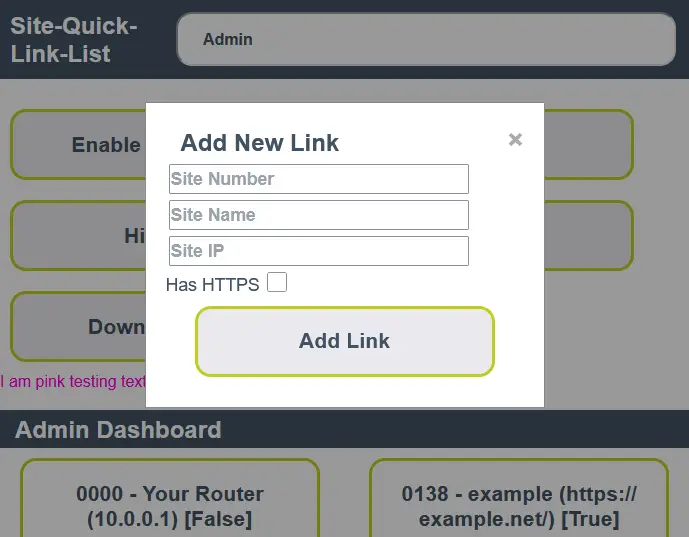 Site-Quick-
Link-List
Admin
Enable
Hi
Down
I am pink testing text
Add New Link
×
Site Number
Site Name
Site IP
Has HTTPS
Add Link
Admin Dashboard
0000 - Your Router
(10.0.0.1) [False]
0138 - example (https://
example.net/) [True]